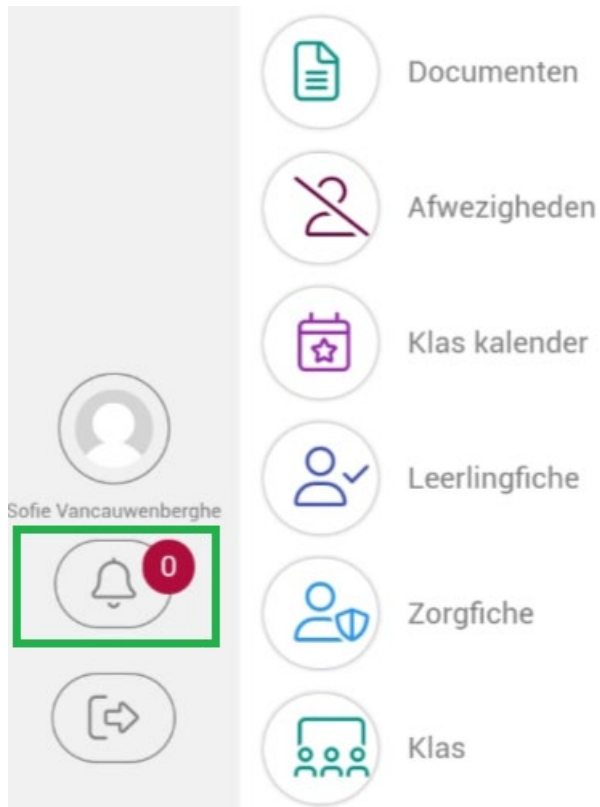 Documenten
Afwezigheden
Klas kalender
Leerlingfiche
Sofie Vancauwenberghe
0
Zorgfiche
Klas